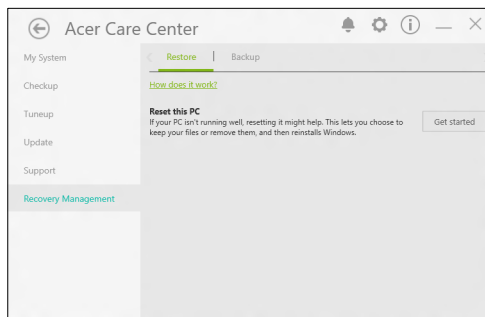 Acer Care Center
My System
Checkup
Tuneup
Update
Support
Recovery Management
Restore | Backup
How does it work?
Reset this PC
If your PC isn't running well, resetting it might help. This lets you choose to
keep your files or remove them, and then reinstalls Windows.
Get started